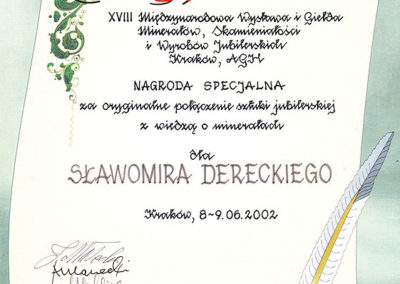 XVIII Międzynarodowa Wystawa i Giełda
Minerałów, Skamieniałości
i Wyrobów Jubilerskich
Kraków, AGH
NAGRODA SPECJALNA
za oryginalne połączenie sztuki jubilerskiej
z wiedzą o minerałach
dla
SŁAWOMIRA DERECKIEGO
Kraków, 8-9.06.2002